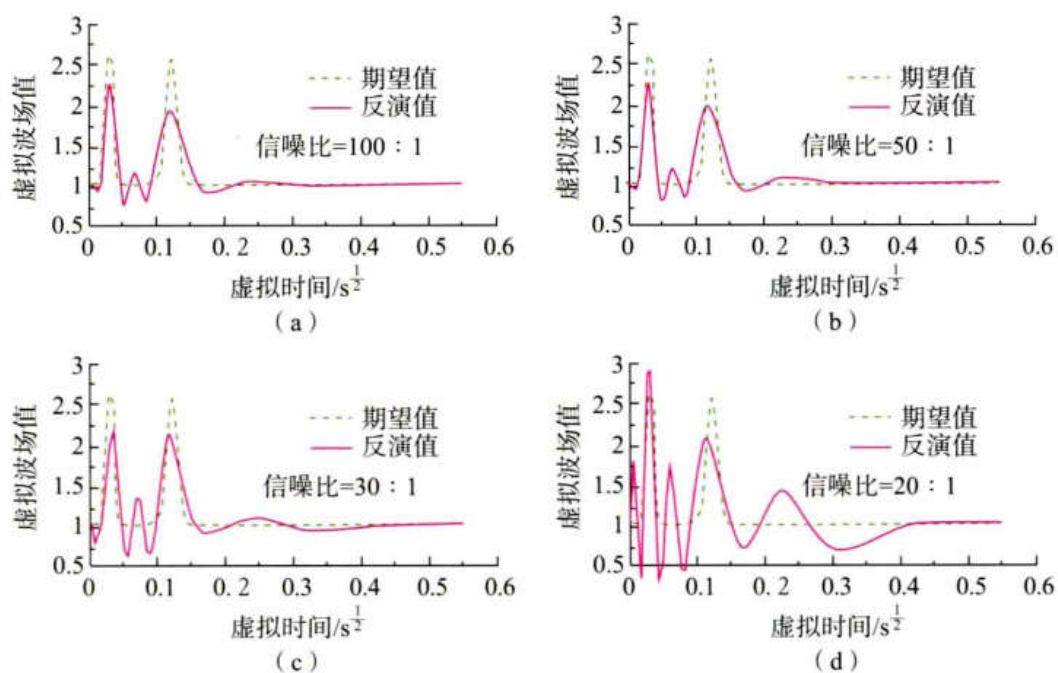 虚拟波场值
3
2.5
2
1.5
1
0.5
期望值
反演值
信噪比=100：1
0 0.1 0.2 0.3 0.4 0.5 0.6
虚拟时间/s^{1/2}
（a）
虚拟波场值
3
2.5
2
1.5
1
0.5
期望值
反演值
信噪比=50：1
0 0.1 0.2 0.3 0.4 0.5 0.6
虚拟时间/s^{1/2}
（b）
虚拟波场值
3
2.5
2
1.5
1
0.5
期望值
反演值
信噪比=30：1
0 0.1 0.2 0.3 0.4 0.5 0.6
虚拟时间/s^{1/2}
（c）
虚拟波场值
3
2.5
2
1.5
1
0.5
期望值
反演值
信噪比=20：1
0 0.1 0.2 0.3 0.4 0.5 0.6
虚拟时间/s^{1/2}
（d）